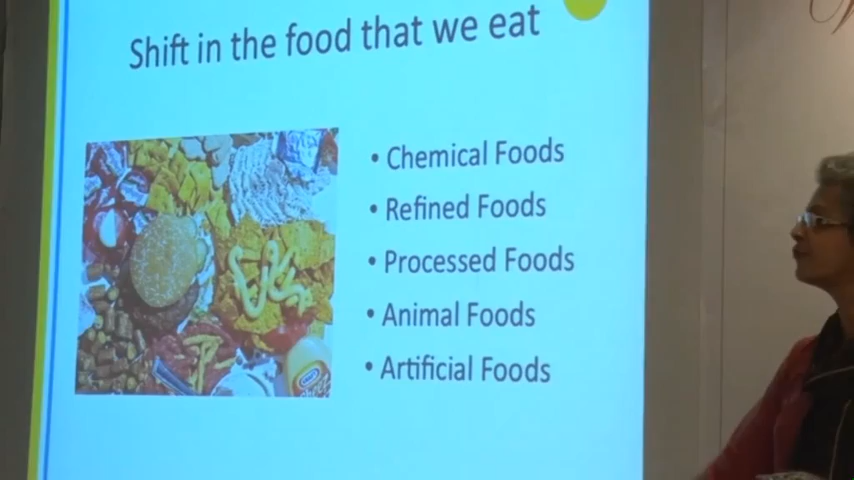 Shift in the food that we eat
• Chemical Foods
• Refined Foods
• Processed Foods
• Animal Foods
• Artificial Foods